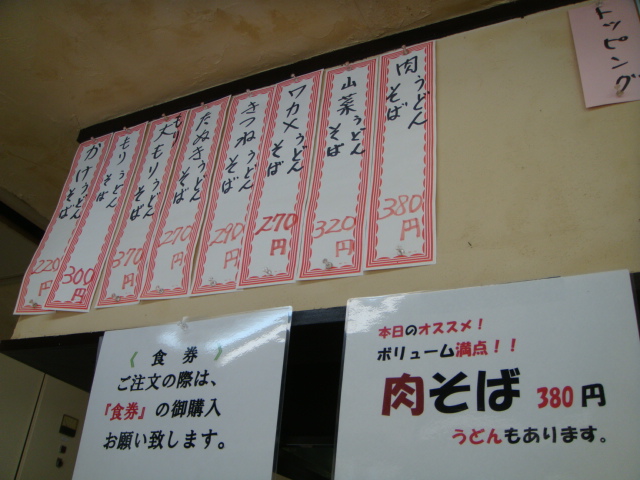 トッピング
肉うどん
そば
380円
山菜うどん
そば
320円
ワカメうどん
そば
270円
きつねうどん
そば
290円
たぬきうどん
そば
270円
大もりうどん
もりそば
370円
もりうどん
そば
300円
かけうどん
そば
220円
《食券》
ご注文の際は、
『食券』の御購入
お願い致します。
本日のオススメ!
ボリューム満点!!
肉そば 380円
うどんもあります。